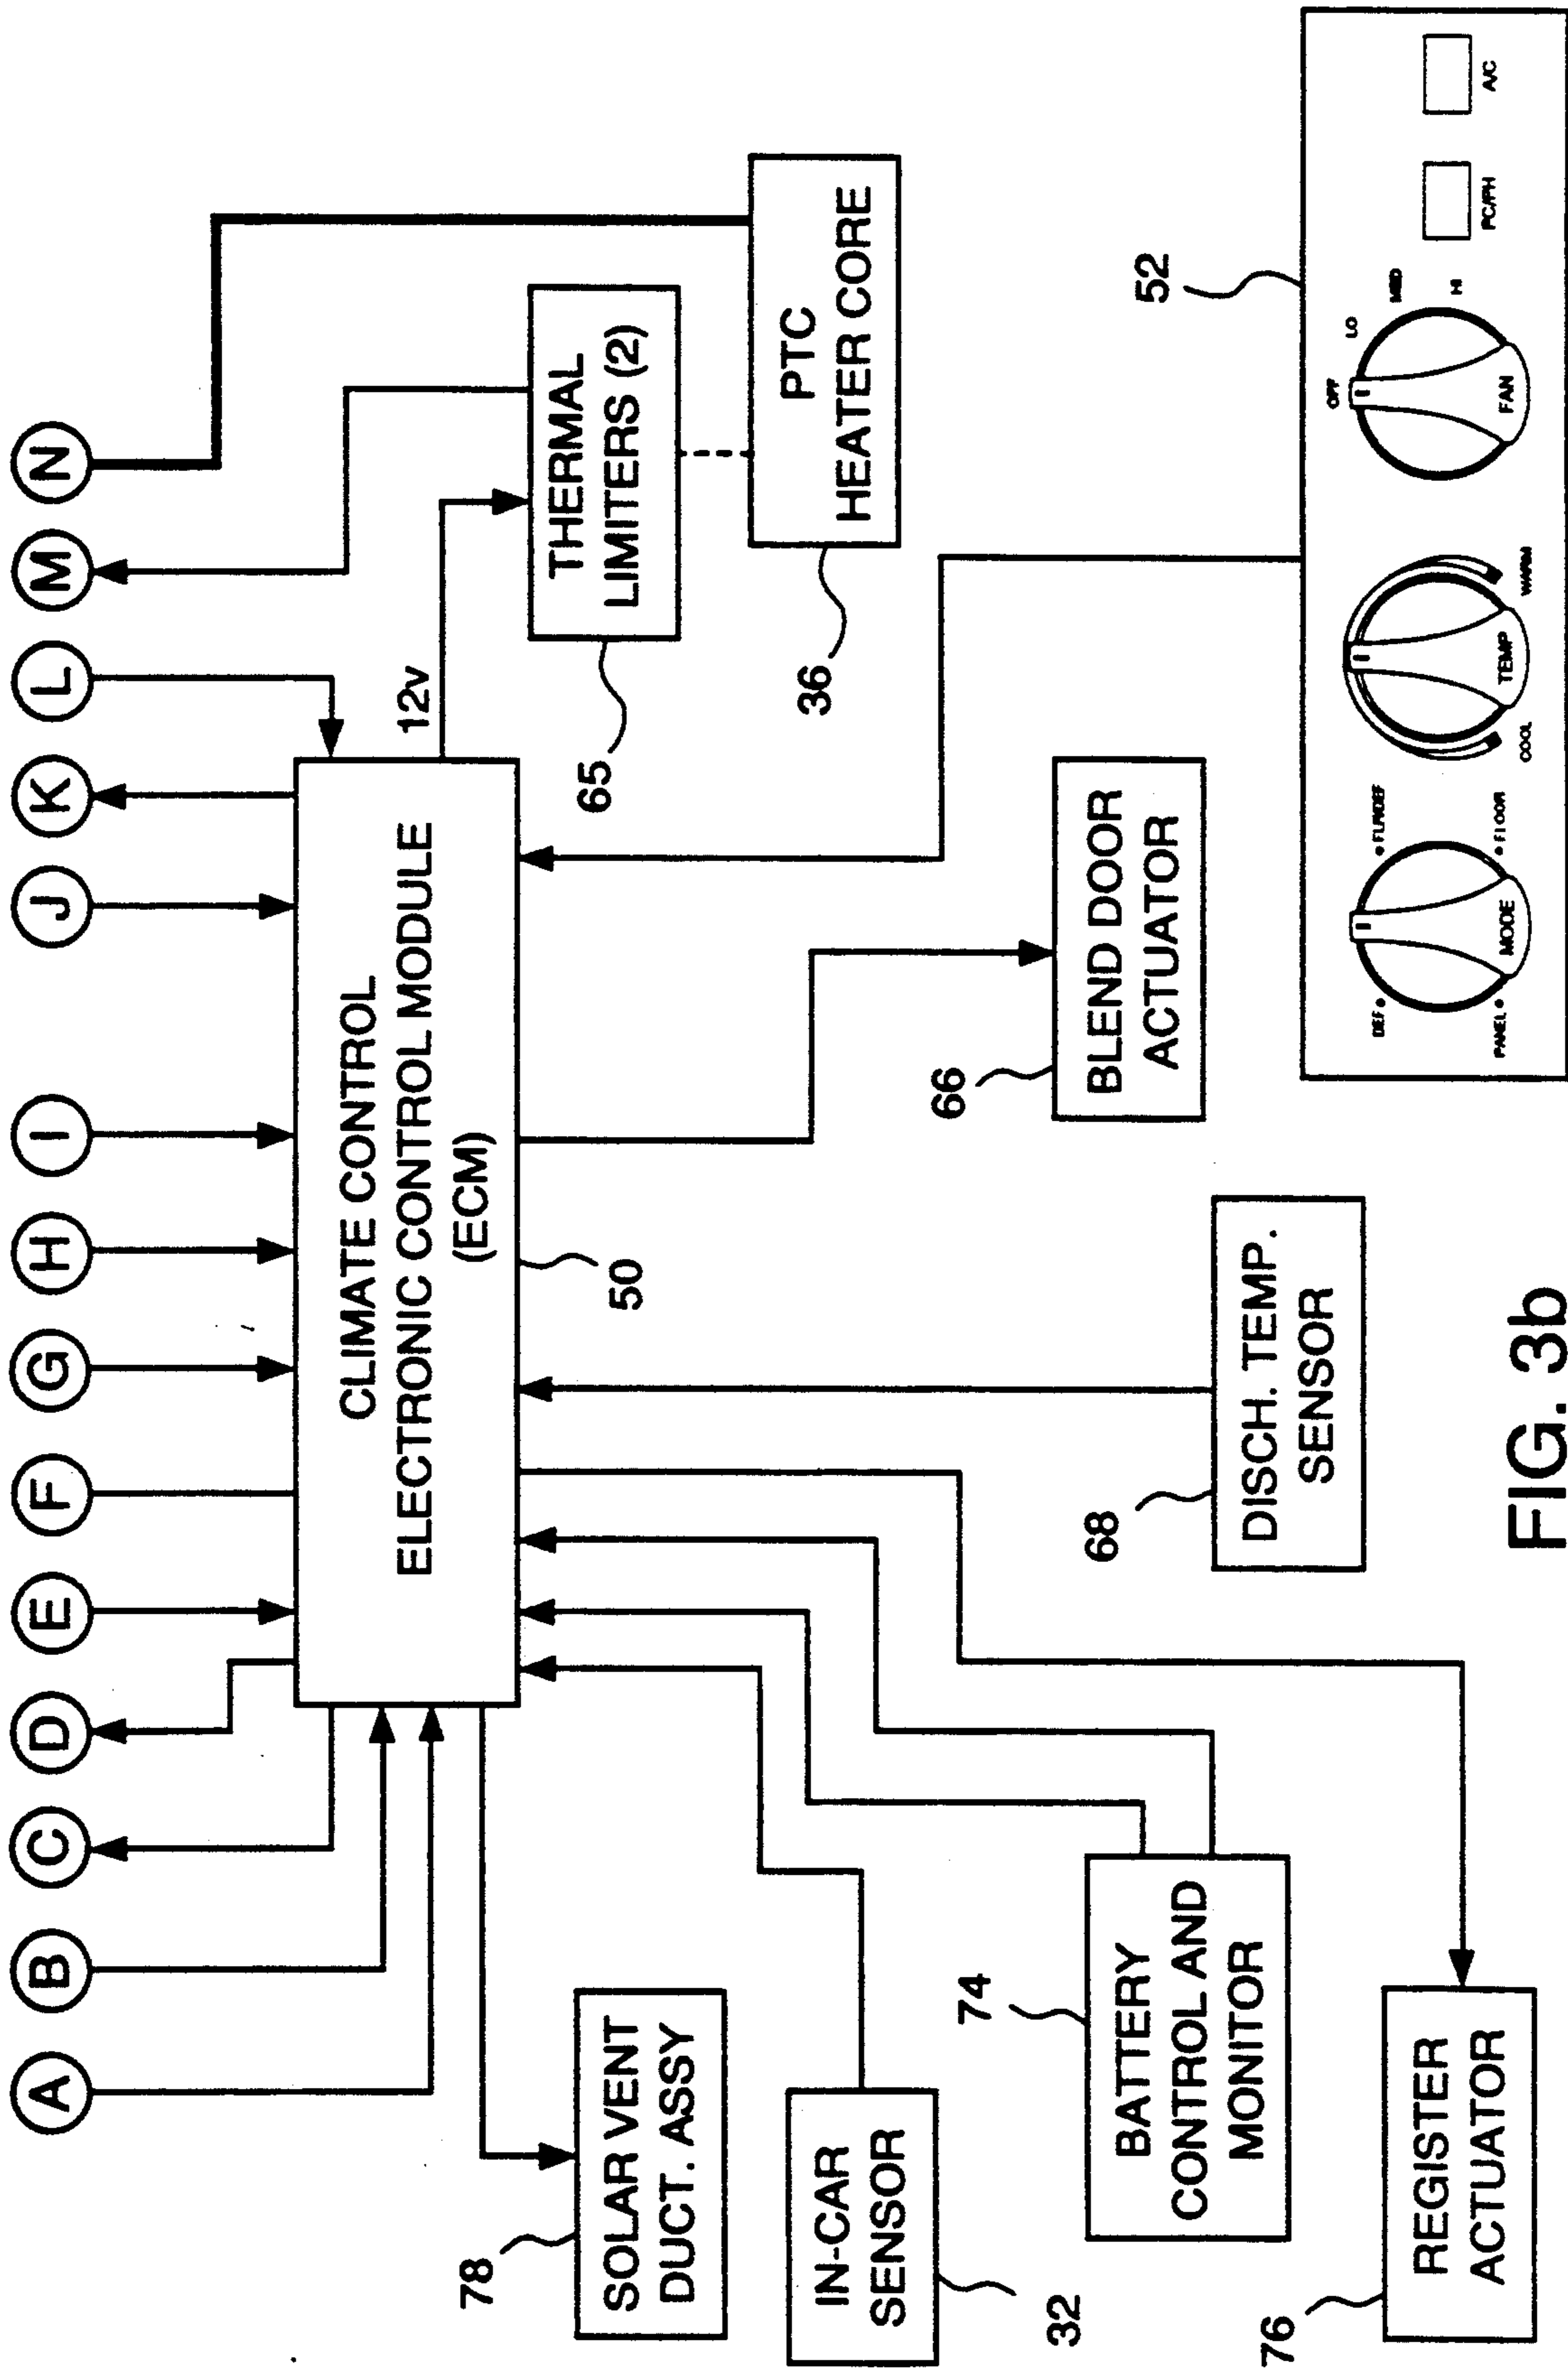 A
B
C
D
E
F
G
H
I
J
K
L
M
N
CLIMATE CONTROL
ELECTRONIC CONTROL MODULE
(ECM)
50
12v
THERMAL
LIMITERS (2)
65
PTC
HEATER CORE
36
SOLAR VENT
DUCT. ASSY
78
IN-CAR
SENSOR
32
BATTERY
CONTROL AND
MONITOR
74
REGISTER
ACTUATOR
76
DISCH. TEMP.
SENSOR
68
BLEND DOOR
ACTUATOR
66
52
DEF
FLR/DEF
PANEL
FLOOR
MODE
COOL
WARM
TEMP
OFF
LO
MED
HI
FAN
PC/PH
A/C
FIG. 3b